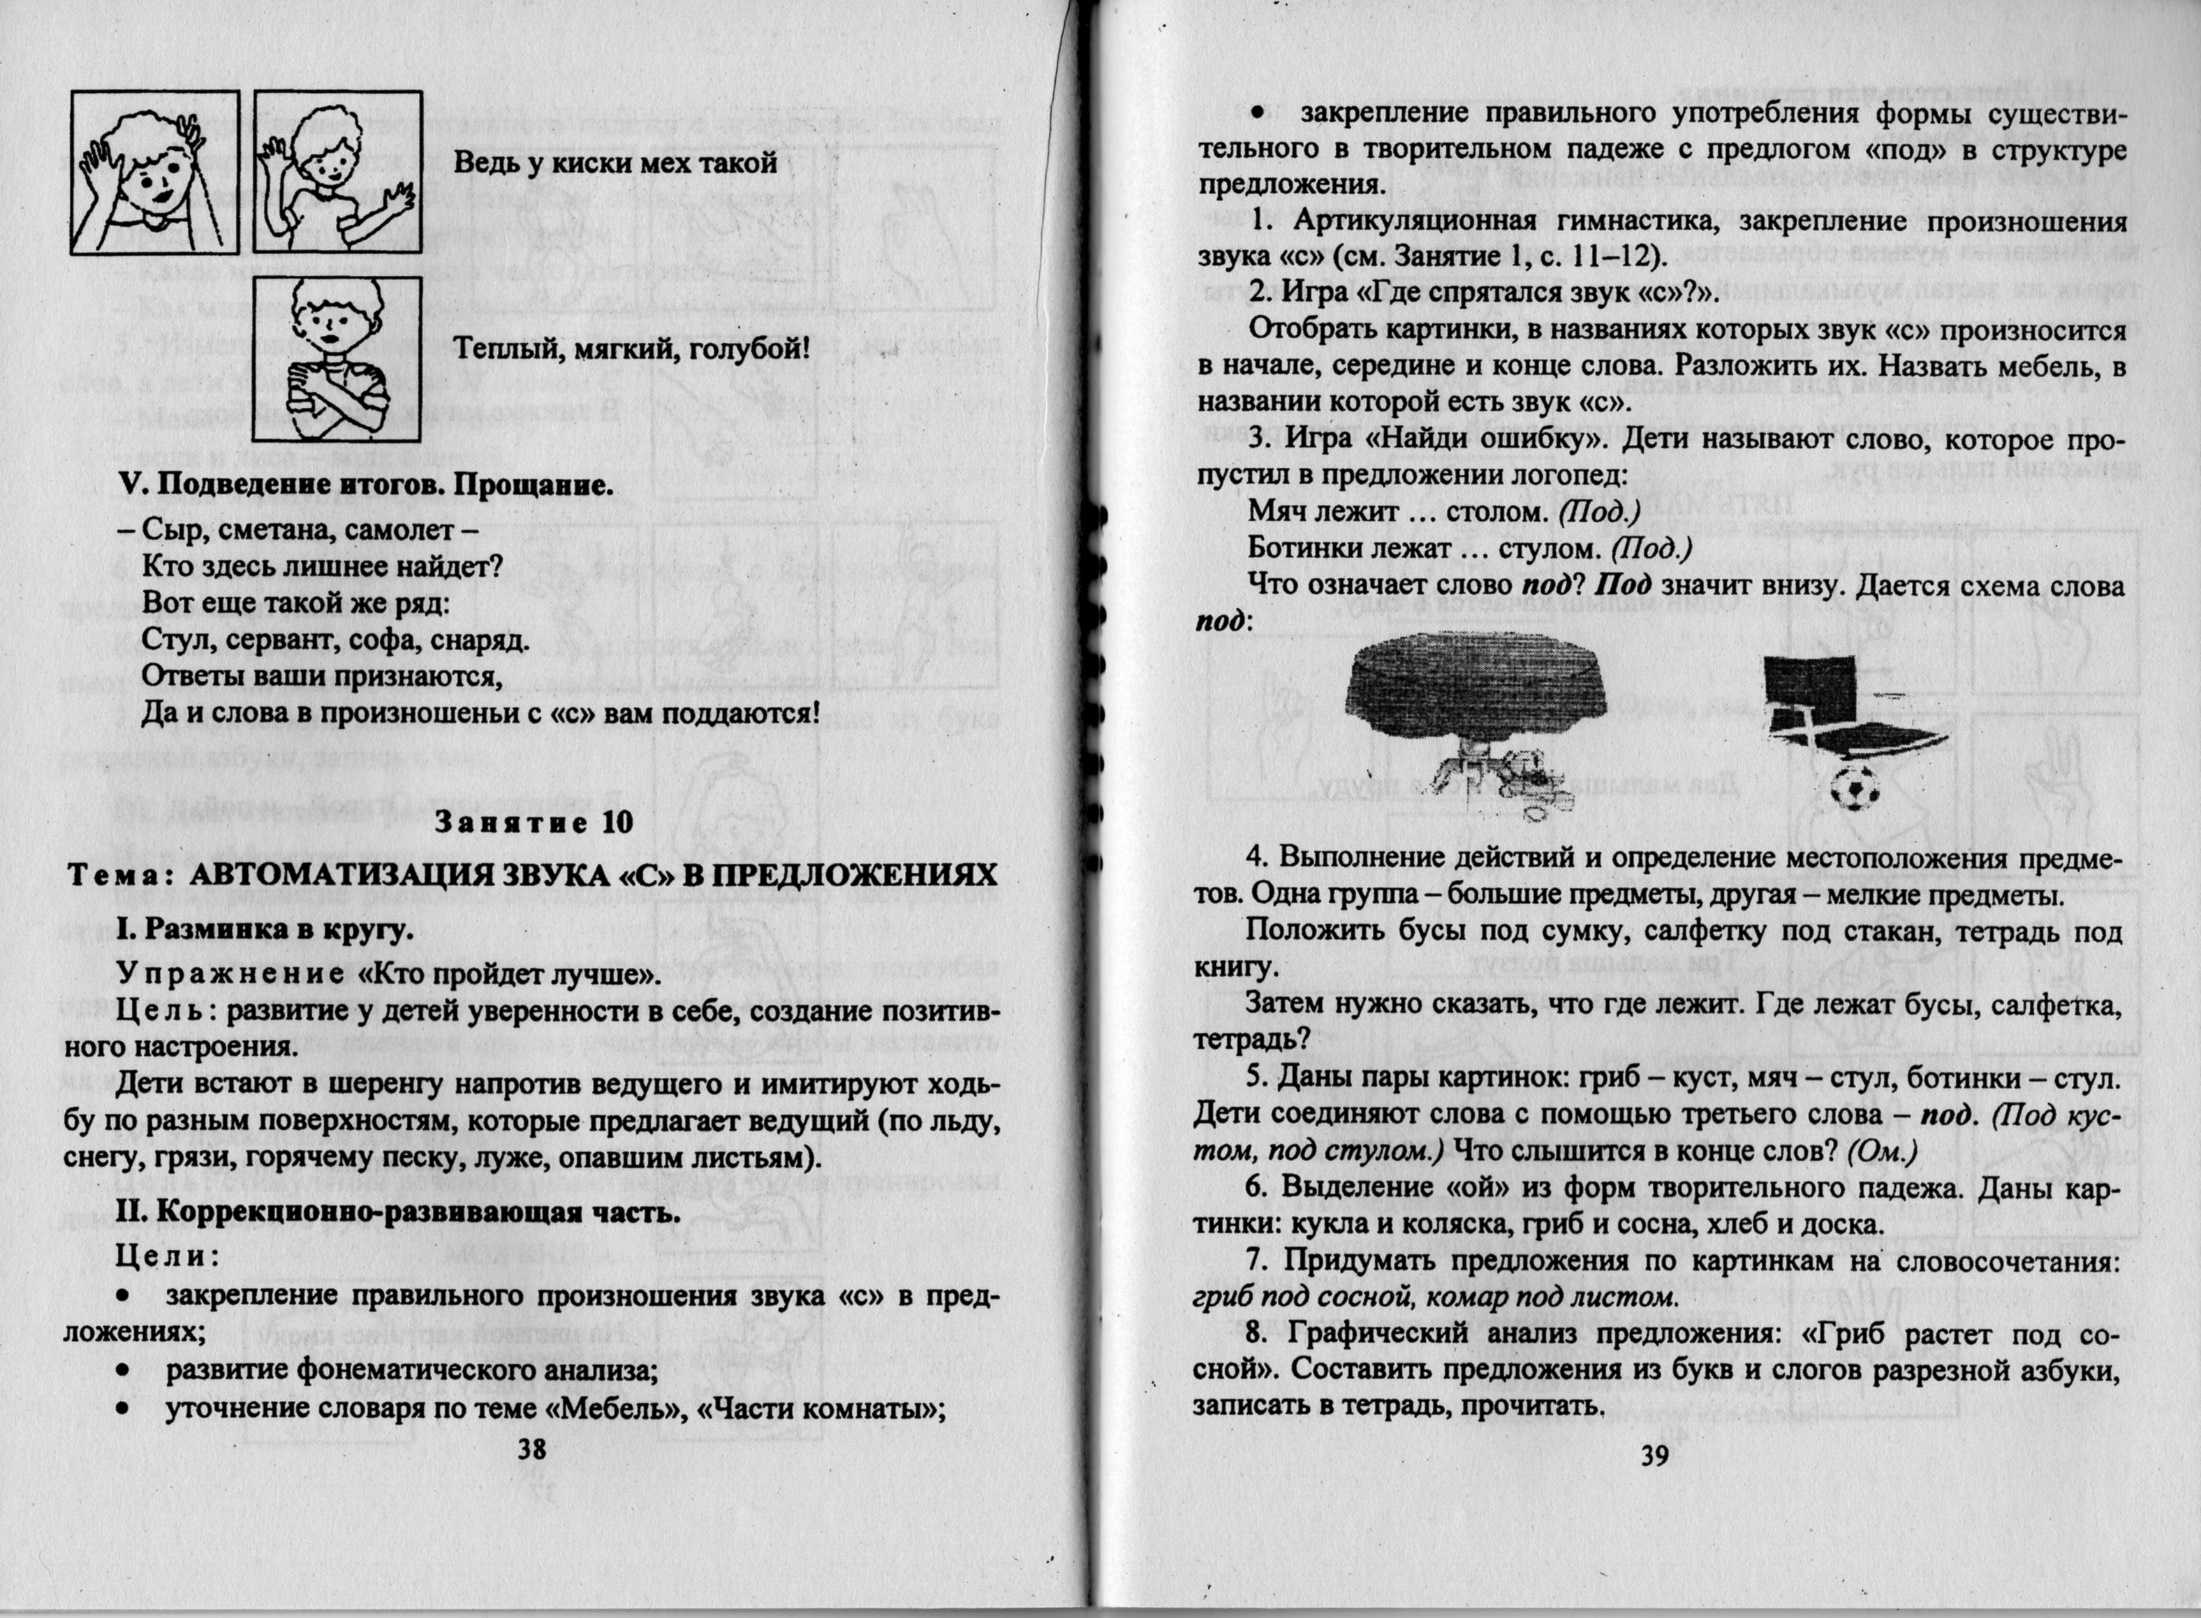 Ведь у киски мех такой
Теплый, мягкий, голубой!
V. Подведение итогов. Прощание.
– Сыр, сметана, самолет –
Кто здесь лишнее найдет?
Вот еще такой же ряд:
Стул, сервант, софа, снаряд.
Ответы ваши признаются,
Да и слова в произношеньи с «с» вам поддаются!
Занятие 10
Тема: АВТОМАТИЗАЦИЯ ЗВУКА «С» В ПРЕДЛОЖЕНИЯХ
I. Разминка в кругу.
Упражнение «Кто пройдет лучше».
Цель: развитие у детей уверенности в себе, создание позитив-
ного настроения.
Дети встают в шеренгу напротив ведущего и имитируют ходь-
бу по разным поверхностям, которые предлагает ведущий (по льду,
снегу, грязи, горячему песку, луже, опавшим листьям).
II. Коррекционно-развивающая часть.
Цели:
• закрепление правильного произношения звука «с» в пред-
ложениях;
• развитие фонематического анализа;
• уточнение словаря по теме «Мебель», «Части комнаты»;
38
• закрепление правильного употребления формы существи-
тельного в творительном падеже с предлогом «под» в структуре
предложения.
1. Артикуляционная гимнастика, закрепление произношения
звука «с» (см. Занятие 1, с. 11–12).
2. Игра «Где спрятался звук «с»?».
Отобрать картинки, в названиях которых звук «с» произносится
в начале, середине и конце слова. Разложить их. Назвать мебель, в
названии которой есть звук «с».
3. Игра «Найди ошибку». Дети называют слово, которое про-
пустил в предложении логопед:
Мяч лежит ... столом. (Под.)
Ботинки лежат ... стулом. (Под.)
Что означает слово под? Под значит внизу. Дается схема слова
под:
4. Выполнение действий и определение местоположения предме-
тов. Одна группа – большие предметы, другая – мелкие предметы.
Положить бусы под сумку, салфетку под стакан, тетрадь под
книгу.
Затем нужно сказать, что где лежит. Где лежат бусы, салфетка,
тетрадь?
5. Даны пары картинок: гриб – куст, мяч – стул, ботинки – стул.
Дети соединяют слова с помощью третьего слова – под. (Под кус-
том, под стулом.) Что слышится в конце слов? (Ом.)
6. Выделение «ой» из форм творительного падежа. Даны кар-
тинки: кукла и коляска, гриб и сосна, хлеб и доска.
7. Придумать предложения по картинкам на словосочетания:
гриб под сосной, комар под листом.
8. Графический анализ предложения: «Гриб растет под со-
сной». Составить предложения из букв и слогов разрезной азбуки,
записать в тетрадь, прочитать.
39